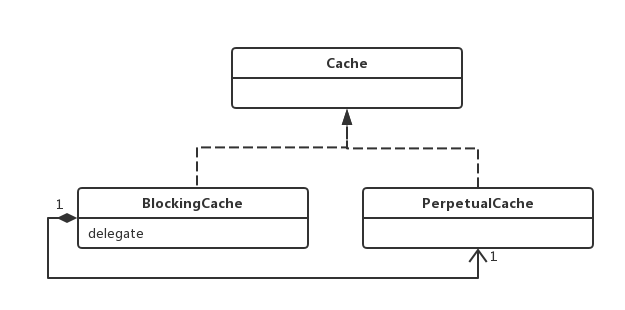 Cache
BlockingCache
PerpetualCache
1
delegate
1